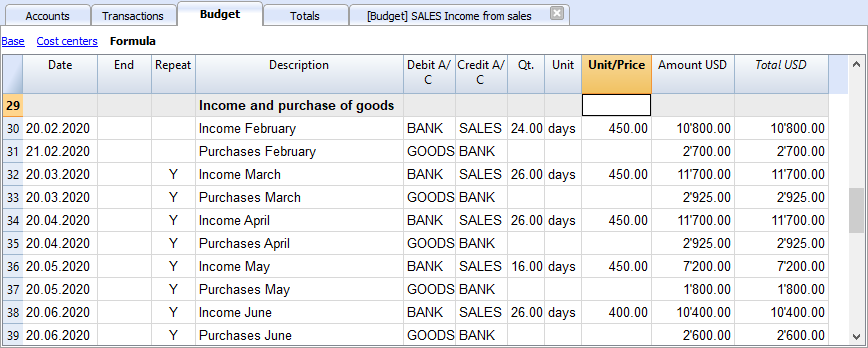 Accounts Transactions Budget Totals [Budget] SALES Income from sales
Base Cost centers Formula
Date End Repeat Description Debit A/C Credit A/C Qt. Unit Unit/Price Amount USD Total USD
29 Income and purchase of goods
30 20.02.2020 Income February BANK SALES 24.00 days 450.00 10'800.00 10'800.00
31 21.02.2020 Purchases February GOODS BANK 2'700.00 2'700.00
32 20.03.2020 Y Income March BANK SALES 26.00 days 450.00 11'700.00 11'700.00
33 20.03.2020 Y Purchases March GOODS BANK 2'925.00 2'925.00
34 20.04.2020 Y Income April BANK SALES 26.00 days 450.00 11'700.00 11'700.00
35 20.04.2020 Y Purchases April GOODS BANK 2'925.00 2'925.00
36 20.05.2020 Y Income May BANK SALES 16.00 days 450.00 7'200.00 7'200.00
37 20.05.2020 Y Purchases May GOODS BANK 1'800.00 1'800.00
38 20.06.2020 Y Income June BANK SALES 26.00 days 400.00 10'400.00 10'400.00
39 20.06.2020 Y Purchases June GOODS BANK 2'600.00 2'600.00